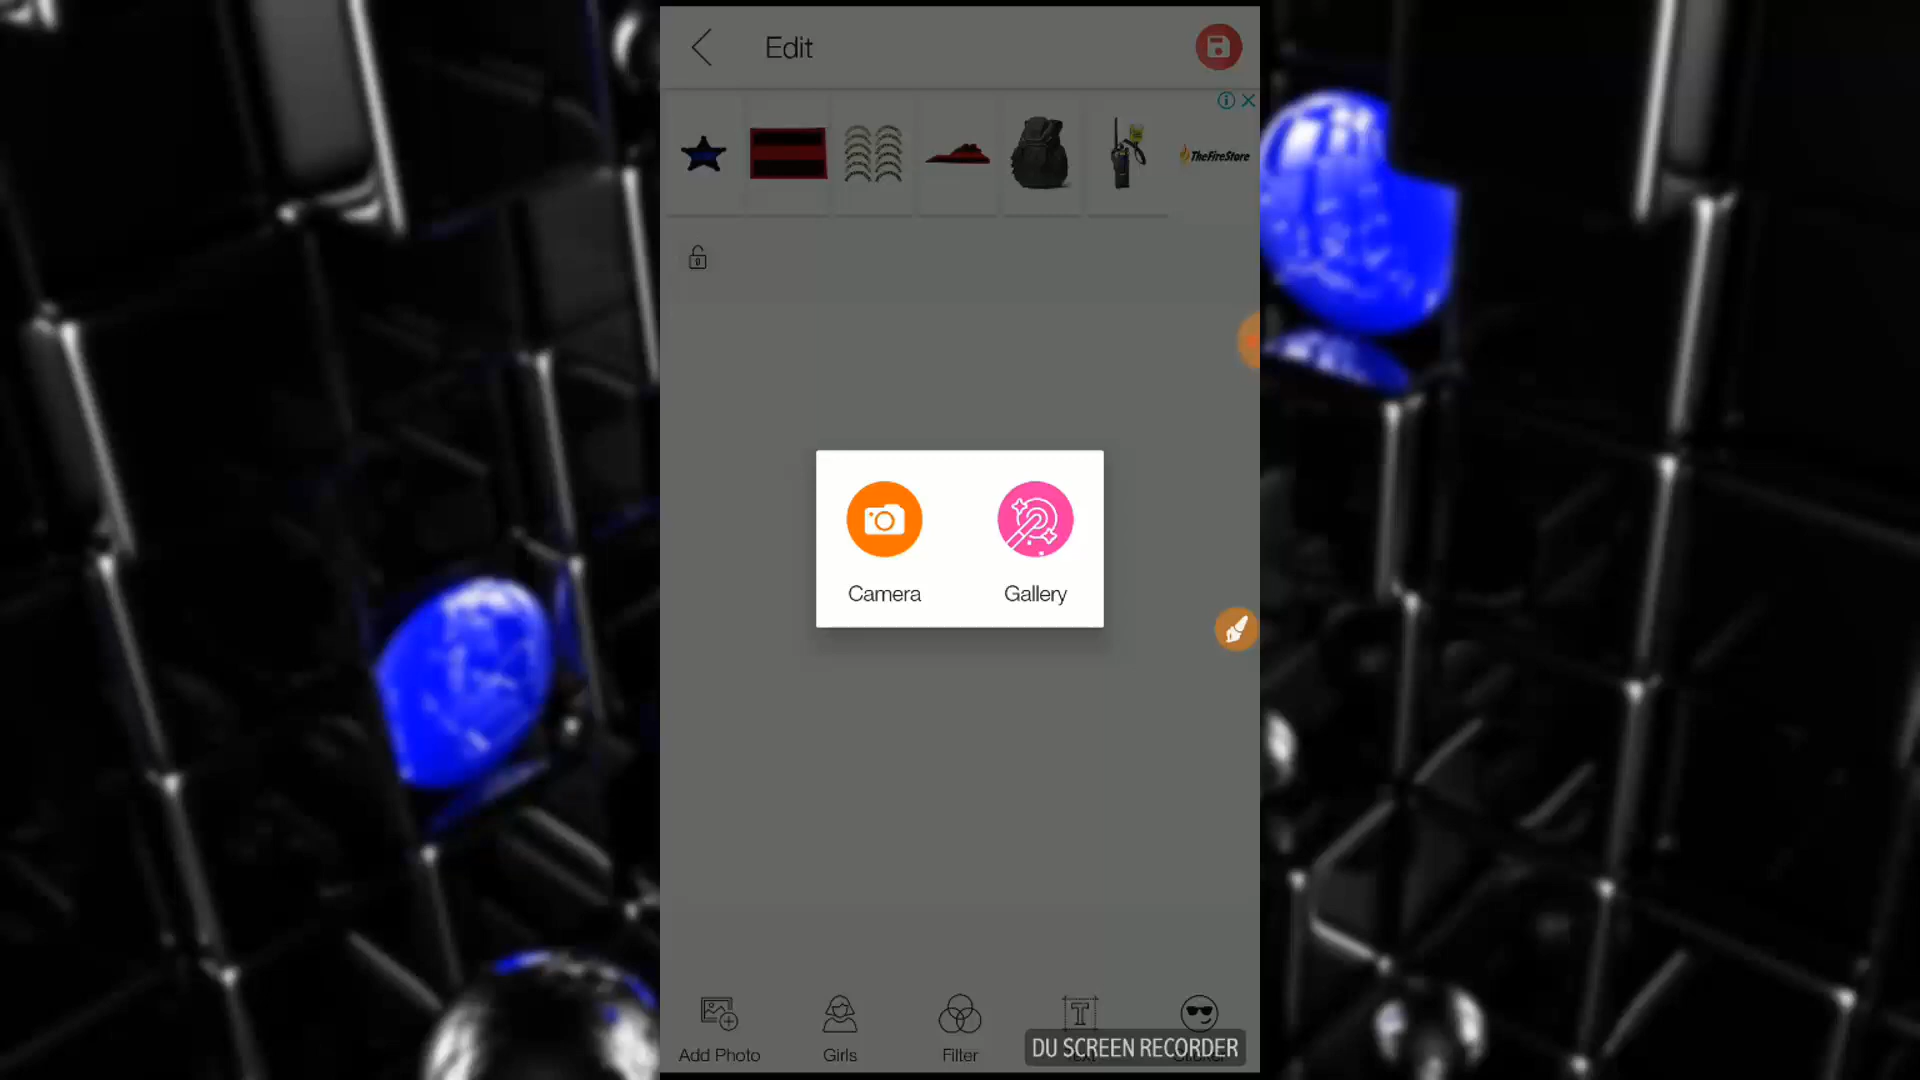 Edit
TheFireStore
Camera
Gallery
Add Photo
Girls
Filter
DU SCREEN RECORDER